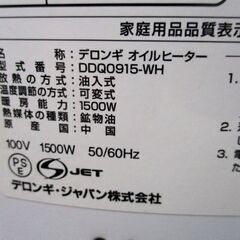 家庭用品品質表示
品名：デロンギ オイルヒーター
型式番号：DDQ0915-WH
放熱の方式：油入式
温度調節の方式：可変式
暖房能力：1500W
熱媒体の種類：鉱物油
原産国：中国
100V 1500W 50/60Hz
PS
E
JET
デロンギ・ジャパン株式会社